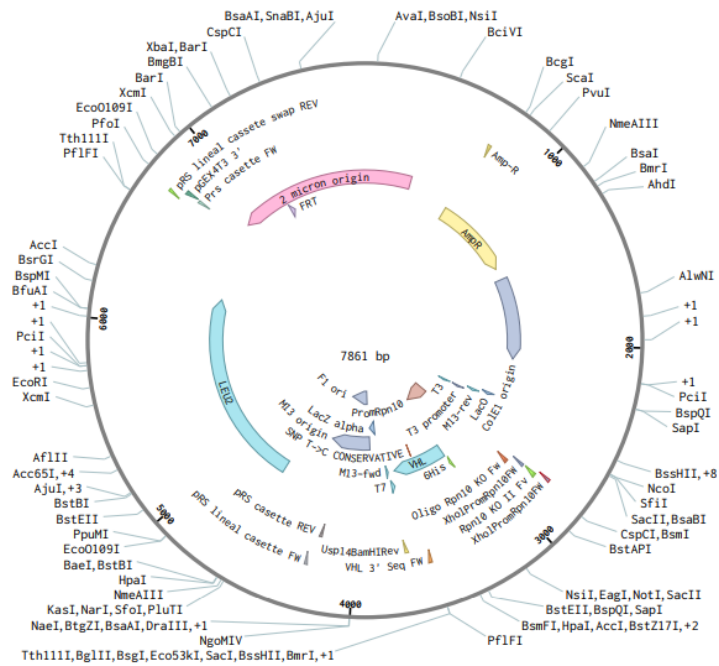 BsaAI,SnaBI,AjuI
AvaI,BsoBI,NsiI
CspCI
BciVI
XbaI,BarI
BmgBI
BarI
XcmI
EcoO109I
PfoI
Tth111I
PflFI
BcgI
ScaI
PvuI
NmeAIII
BsaI
BmrI
AhdI
7000
1000
pRS lineal cassete swap REV
pGEX4T3 3'
Prs casette FW
2 micron origin
FRT
Amp-R
AmpR
AccI
BsrGI
BspMI
BfuAI
+1
+1
PciI
+1
+1
EcoRI
XcmI
6000
AlwNI
+1
+1
2000
+1
PciI
BspQI
SapI
7861 bp
LEU2
F1 ori
PromRpn10
T3
T3 promoter
M13-rev
LacO
ColE1 origin
LacZ alpha
M13 origin
SNP T->C CONSERVATIVE
M13-fwd
VHL
6His
T7
Oligo Rpn10 KO Fw
XhoIPromRpn10FW
Rpn10 KO II Fv
XhoIPromRpn10FW
pRS casette REV
pRS lineal casette FW
Usp14BamHIRev
VHL 3' Seq FW
AflII
Acc65I,+4
AjuI,+3
BstBI
BstEII
PpuMI
EcoO109I
BaeI,BstBI
HpaI
NmeAIII
KasI,NarI,SfoI,PluTI
NaeI,BtgZI,BsaAI,DraIII,+1
NgoMIV
Tth111I,BglII,BsgI,Eco53kI,SacI,BssHII,BmrI,+1
5000
4000
3000
BssHII,+8
NcoI
SfiI
SacII,BsaBI
CspCI,BsmI
BstAPI
NsiI,EagI,NotI,SacII
BstEII,BspQI,SapI
BsmFI,HpaI,AccI,BstZ17I,+2
PflFI